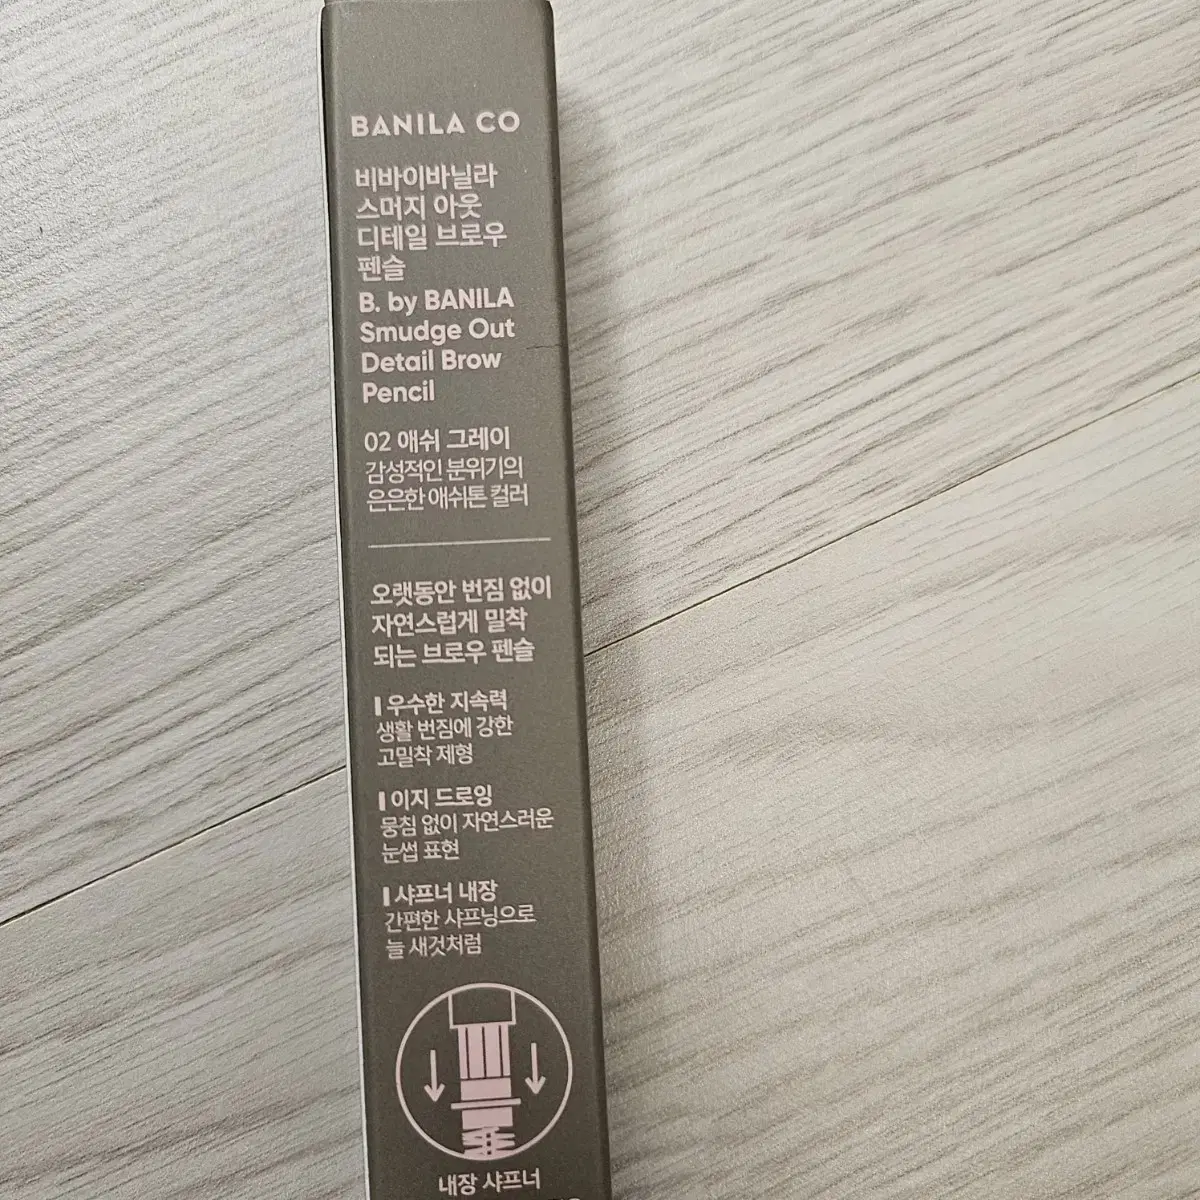 BANILA CO
비바이바닐라
스머지 아웃
디테일 브로우
펜슬
B. by BANILA
Smudge Out
Detail Brow
Pencil
02 애쉬 그레이
감성적인 분위기의
은은한 애쉬톤 컬러
오랫동안 번짐 없이
자연스럽게 밀착
되는 브로우 펜슬
우수한 지속력
생활 번짐에 강한
고밀착 제형
이지 드로잉
뭉침 없이 자연스러운
눈썹 표현
샤프너 내장
간편한 샤프닝으로
늘 새것처럼
내장 샤프너